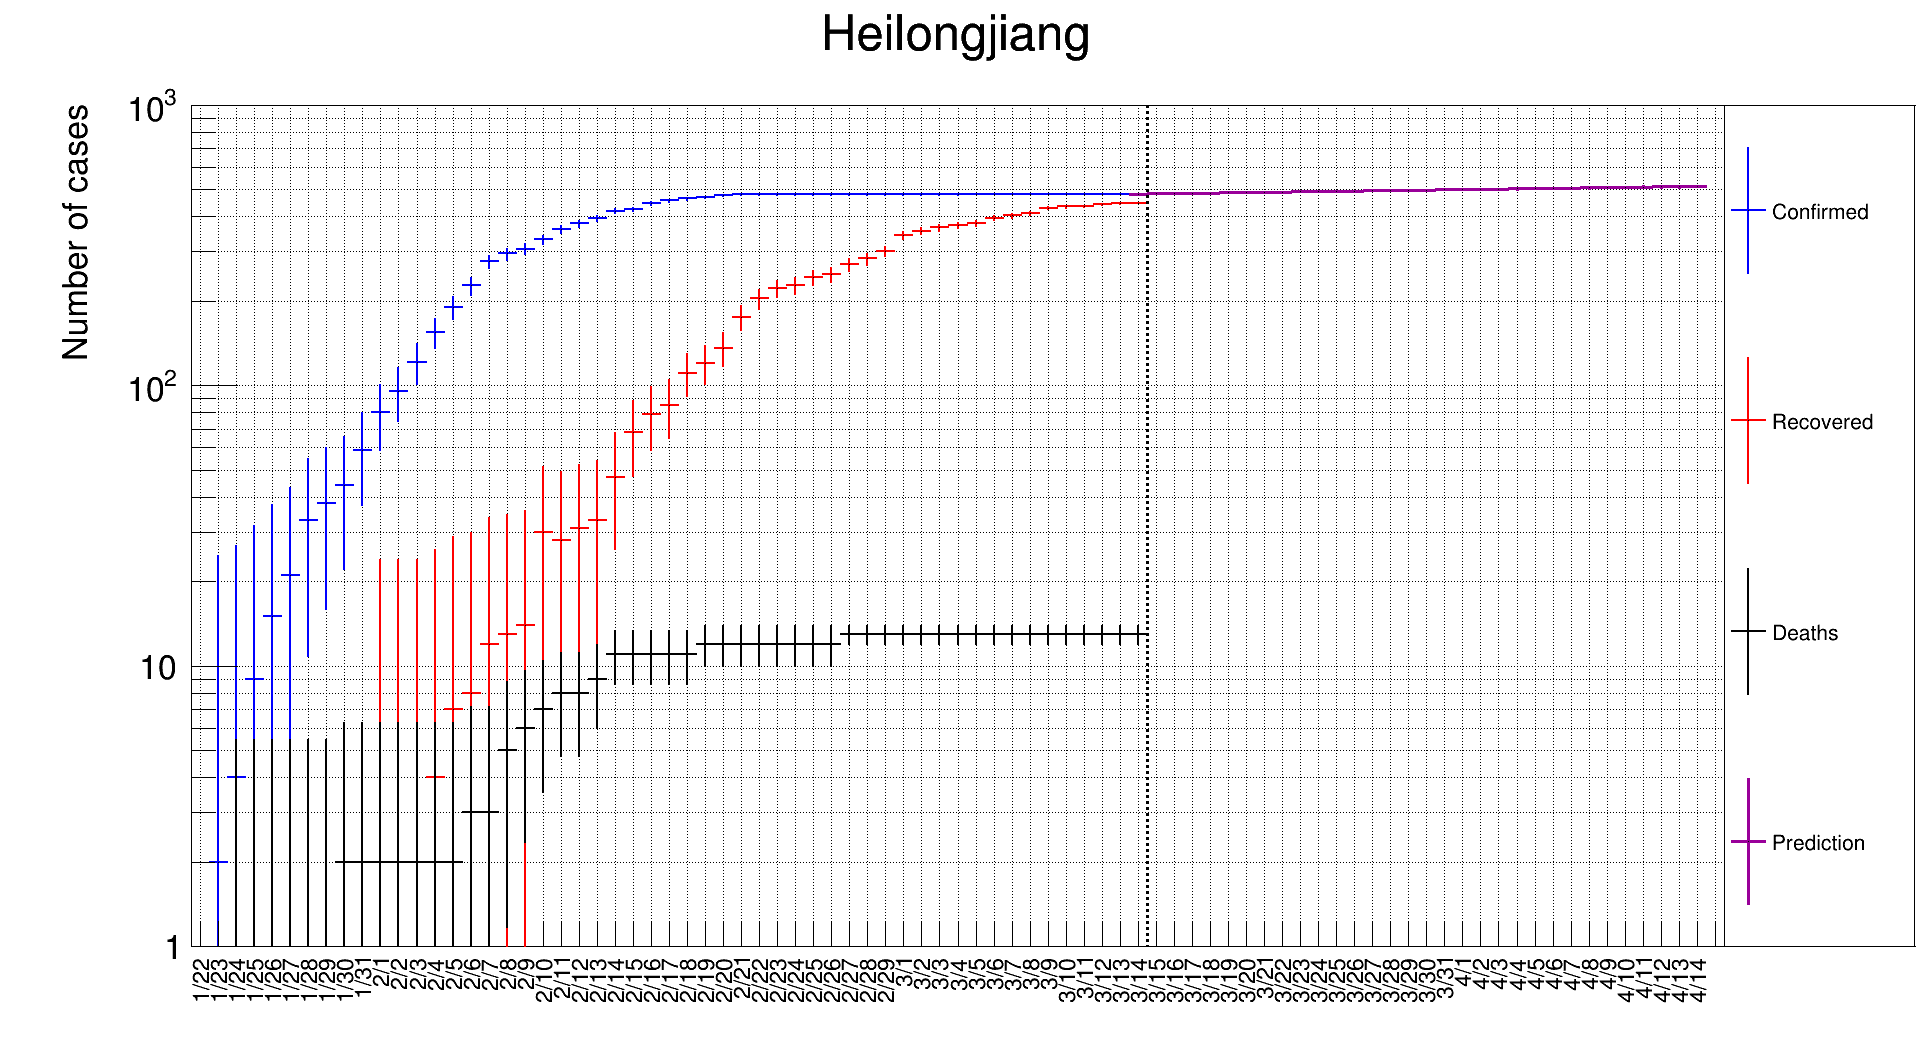 Heilongjiang
Number of cases
10³
10²
10
1
1/22 1/23 1/24 1/25 1/26 1/27 1/28 1/29 1/30 1/31 2/1 2/2 2/3 2/4 2/5 2/6 2/7 2/8 2/9 2/10 2/11 2/12 2/13 2/14 2/15 2/16 2/17 2/18 2/19 2/20 2/21 2/22 2/23 2/24 2/25 2/26 2/27 2/28 2/29 3/1 3/2 3/3 3/4 3/5 3/6 3/7 3/8 3/9 3/10 3/11 3/12 3/13 3/14 3/15 3/16 3/17 3/18 3/19 3/20 3/21 3/22 3/23 3/24 3/25 3/26 3/27 3/28 3/29 3/30 3/31 4/1 4/2 4/3 4/4 4/5 4/6 4/7 4/8 4/9 4/10 4/11 4/12 4/13 4/14
Confirmed
Recovered
Deaths
Prediction